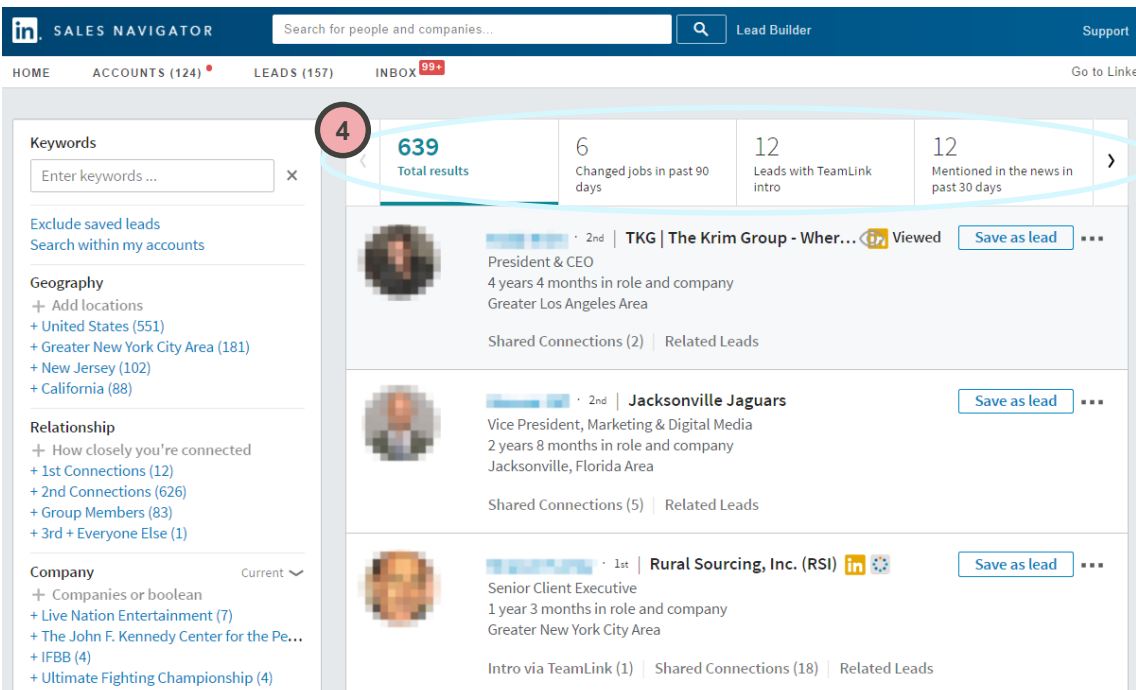 in. SALES NAVIGATOR
Search for people and companies...
Lead Builder
Support
HOME
ACCOUNTS (124)
LEADS (157)
INBOX 99+
Go to Linke
Keywords
Enter keywords ...
Exclude saved leads
Search within my accounts
Geography
+ Add locations
+ United States (551)
+ Greater New York City Area (181)
+ New Jersey (102)
+ California (88)
Relationship
+ How closely you're connected
+ 1st Connections (12)
+ 2nd Connections (626)
+ Group Members (83)
+ 3rd + Everyone Else (1)
Company
Current
+ Companies or boolean
+ Live Nation Entertainment (7)
+ The John F. Kennedy Center for the Pe...
+ IFBB (4)
+ Ultimate Fighting Championship (4)
4
639
Total results
6
Changed jobs in past 90
days
12
Leads with TeamLink
intro
12
Mentioned in the news in
past 30 days
· 2nd | TKG | The Krim Group - Wher... in Viewed
Save as lead
President & CEO
4 years 4 months in role and company
Greater Los Angeles Area
Shared Connections (2) | Related Leads
· 2nd | Jacksonville Jaguars
Save as lead
Vice President, Marketing & Digital Media
2 years 8 months in role and company
Jacksonville, Florida Area
Shared Connections (5) | Related Leads
· 1st | Rural Sourcing, Inc. (RSI) in
Save as lead
Senior Client Executive
1 year 3 months in role and company
Greater New York City Area
Intro via TeamLink (1) | Shared Connections (18) | Related Leads